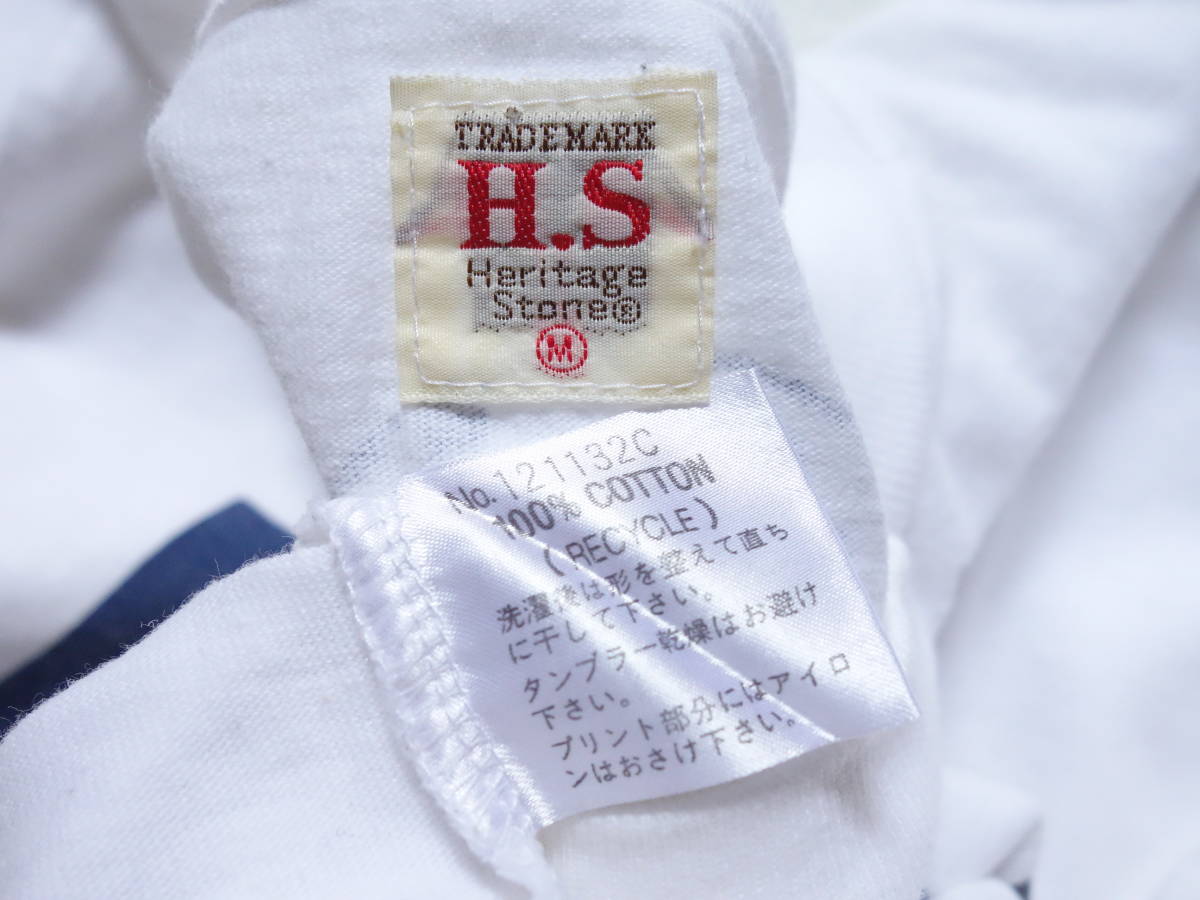 TRADEMARK
H.S
Heritage
Stone®
M
No.121132C
100% COTTON
(RECYCLE)
洗濯後は形を整えて直ち
に干して下さい。
タンブラー乾燥はお避け
下さい。
プリント部分にはアイロ
ンはおさけ下さい。